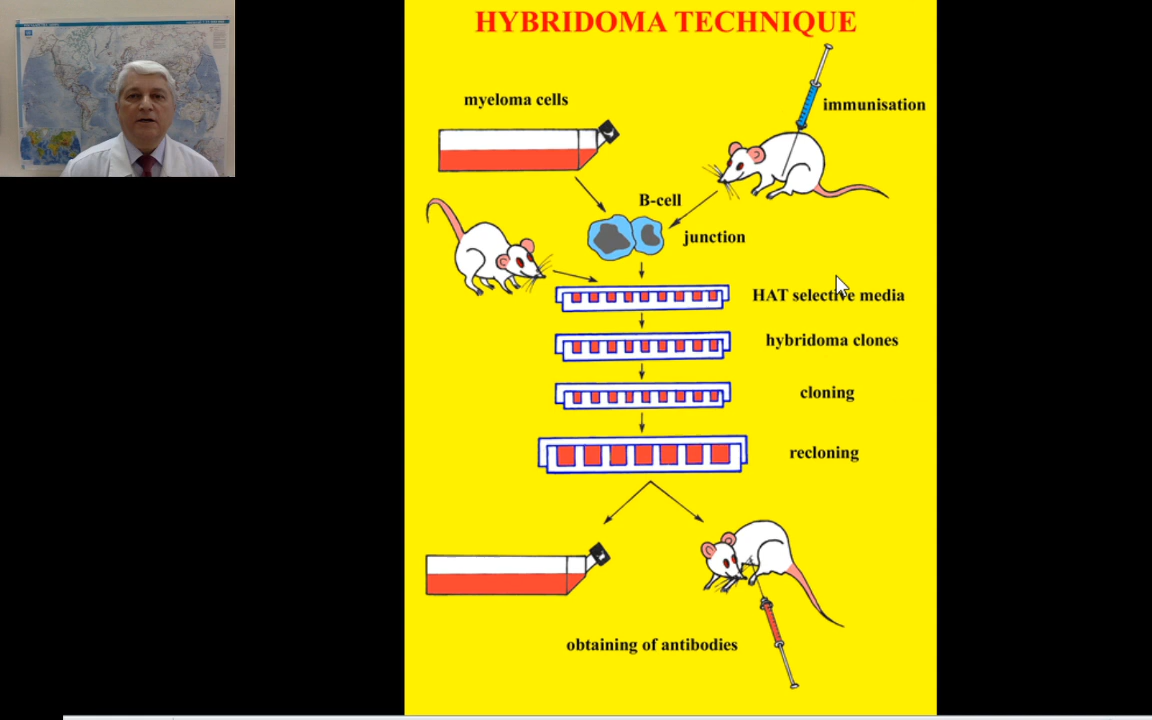 HYBRIDOMA TECHNIQUE
myeloma cells
immunisation
B-cell
junction
HAT selective media
hybridoma clones
cloning
recloning
obtaining of antibodies